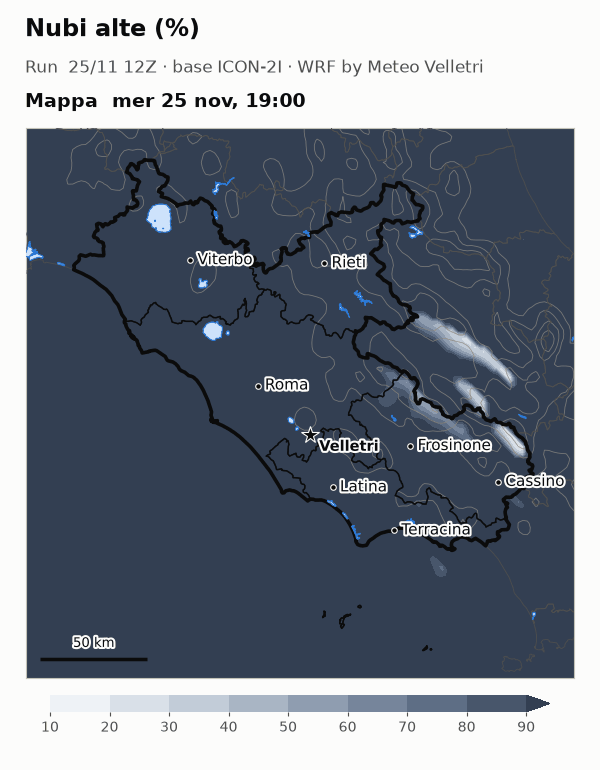 Nubi alte (%)
Run  25/11 12Z · base ICON-2I · WRF by Meteo Velletri
Mappa  mer 25 nov, 19:00
Viterbo
Rieti
Roma
Velletri
Frosinone
Latina
Cassino
Terracina
50 km
10 20 30 40 50 60 70 80 90